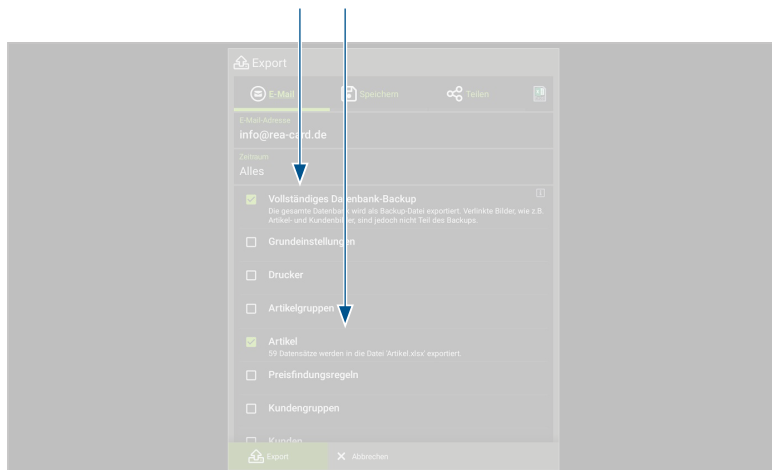 Export
E-Mail
Speichern
Teilen
E-Mail-Adresse
info@rea-card.de
Zeitraum
Alles
Vollständiges Datenbank-Backup
Die gesamte Datenbank wird als Backup-Datei exportiert. Verlinkte Bilder, wie z.B.
Artikel- und Kundenbilder, sind jedoch nicht Teil des Backups.
Grundeinstellungen
Drucker
Artikelgruppen
Artikel
59 Datensätze werden in die Datei 'Artikel.xlsx' exportiert.
Preisfindungsregeln
Kundengruppen
Kunden
Export
Abbrechen